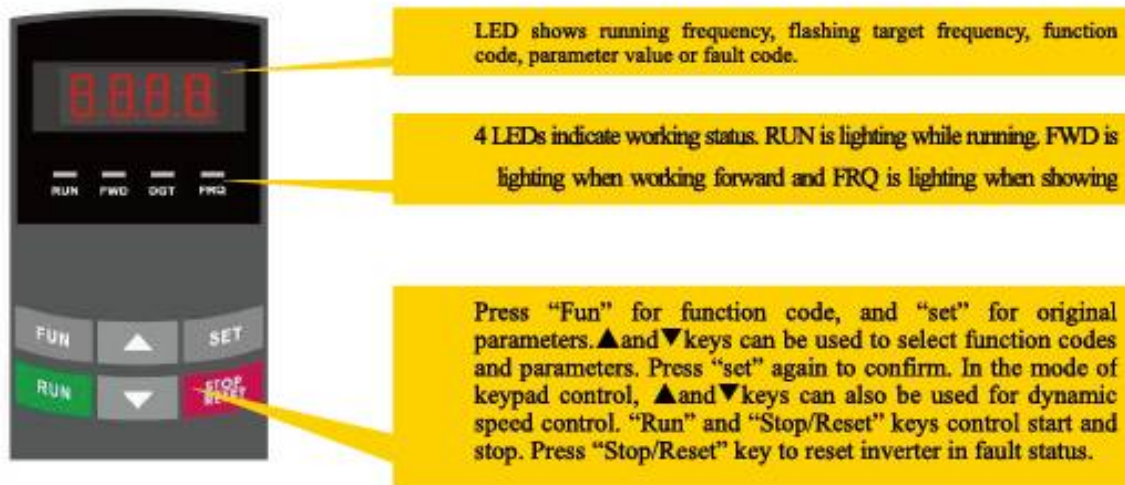 LED shows running frequency, flashing target frequency, function
code, parameter value or fault code.
8.8.8.8.
4 LEDs indicate working status. RUN is lighting while running. FWD is
lighting when working forward and FRQ is lighting when showing
RUN FWD DGT FRQ
Press “Fun” for function code, and “set” for original
parameters.▲and▼keys can be used to select function codes
and parameters. Press “set” again to confirm. In the mode of
keypad control, ▲and▼keys can also be used for dynamic
speed control. “Run” and “Stop/Reset” keys control start and
stop. Press “Stop/Reset” key to reset inverter in fault status.
FUN ▲ SET
RUN ▼ STOP
RESET